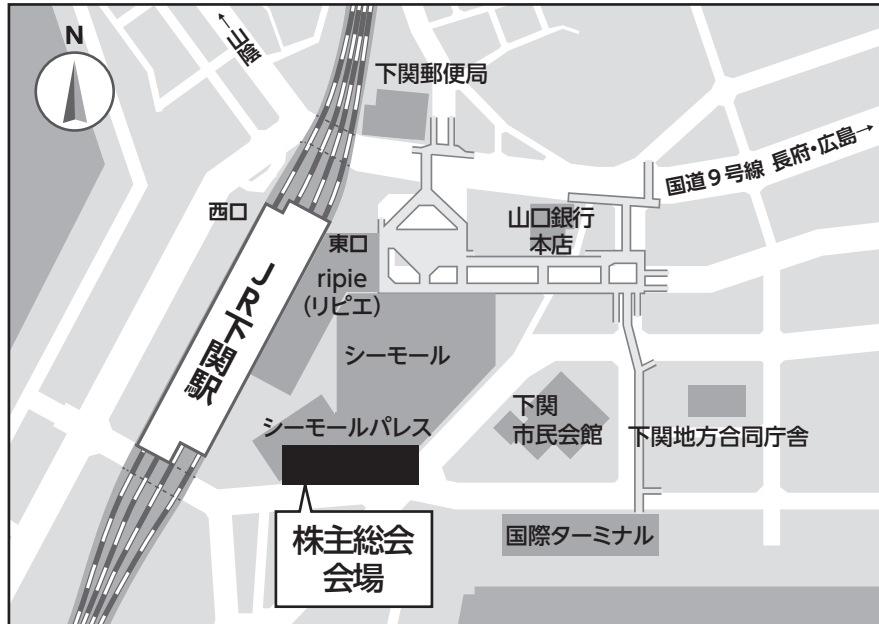 N
←山陰
下関郵便局
国道9号線 長府・広島→
西口
山口銀行
本店
東口
ripie
(リピエ)
JR下関駅
シーモール
下関
市民会館
シーモールパレス
下関地方合同庁舎
株主総会
会場
国際ターミナル